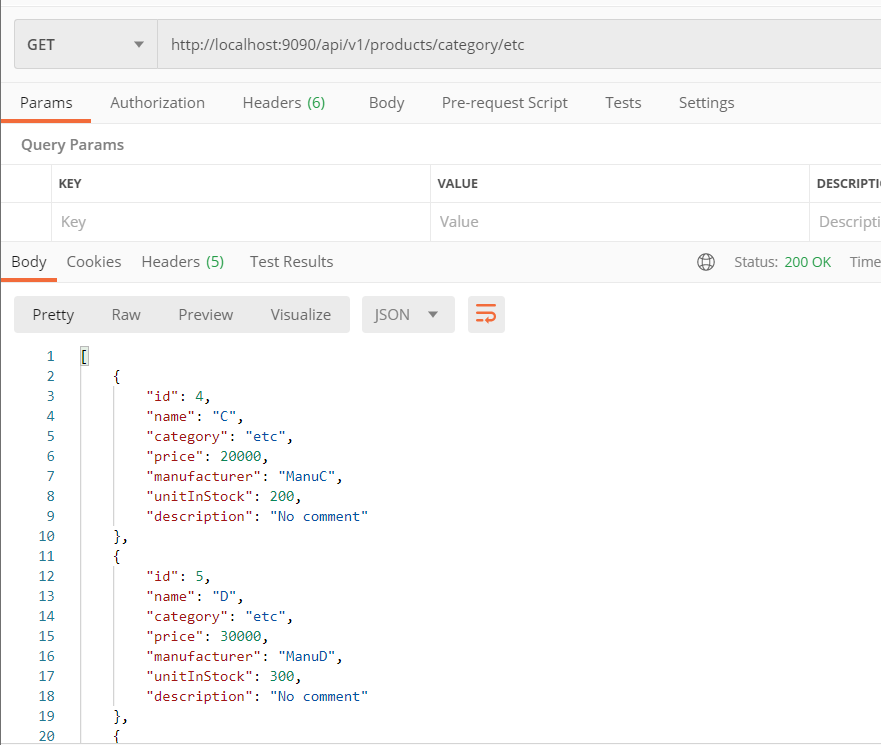 GET http://localhost:9090/api/v1/products/category/etc
Params Authorization Headers (6) Body Pre-request Script Tests Settings
Query Params
KEY VALUE DESCRIPTI
Key Value Descripti
Body Cookies Headers (5) Test Results Status: 200 OK Time
Pretty Raw Preview Visualize JSON
1 [
2 {
3 "id": 4,
4 "name": "C",
5 "category": "etc",
6 "price": 20000,
7 "manufacturer": "ManuC",
8 "unitInStock": 200,
9 "description": "No comment"
10 },
11 {
12 "id": 5,
13 "name": "D",
14 "category": "etc",
15 "price": 30000,
16 "manufacturer": "ManuD",
17 "unitInStock": 300,
18 "description": "No comment"
19 },
20 {